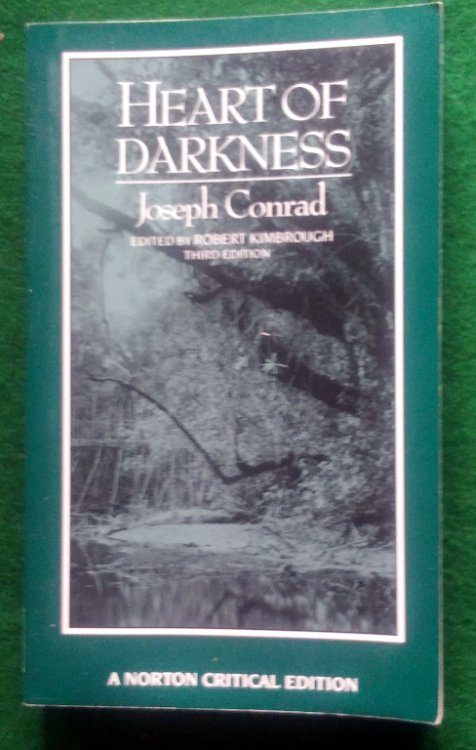 HEART OF
DARKNESS
Joseph Conrad
EDITED BY ROBERT KIMBROUGH
THIRD EDITION
A NORTON CRITICAL EDITION